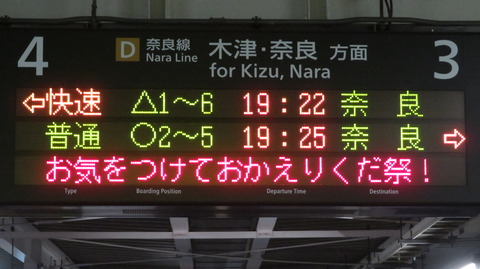 4 D 奈良線 木津・奈良 方面 3
Nara Line for Kizu, Nara
⇦快速 △1〜6 19:22 奈良
普通 ○2〜5 19:25 奈良 ⇨
お気をつけておかえりくだ祭！
Type Boarding Position Departure Time Destination